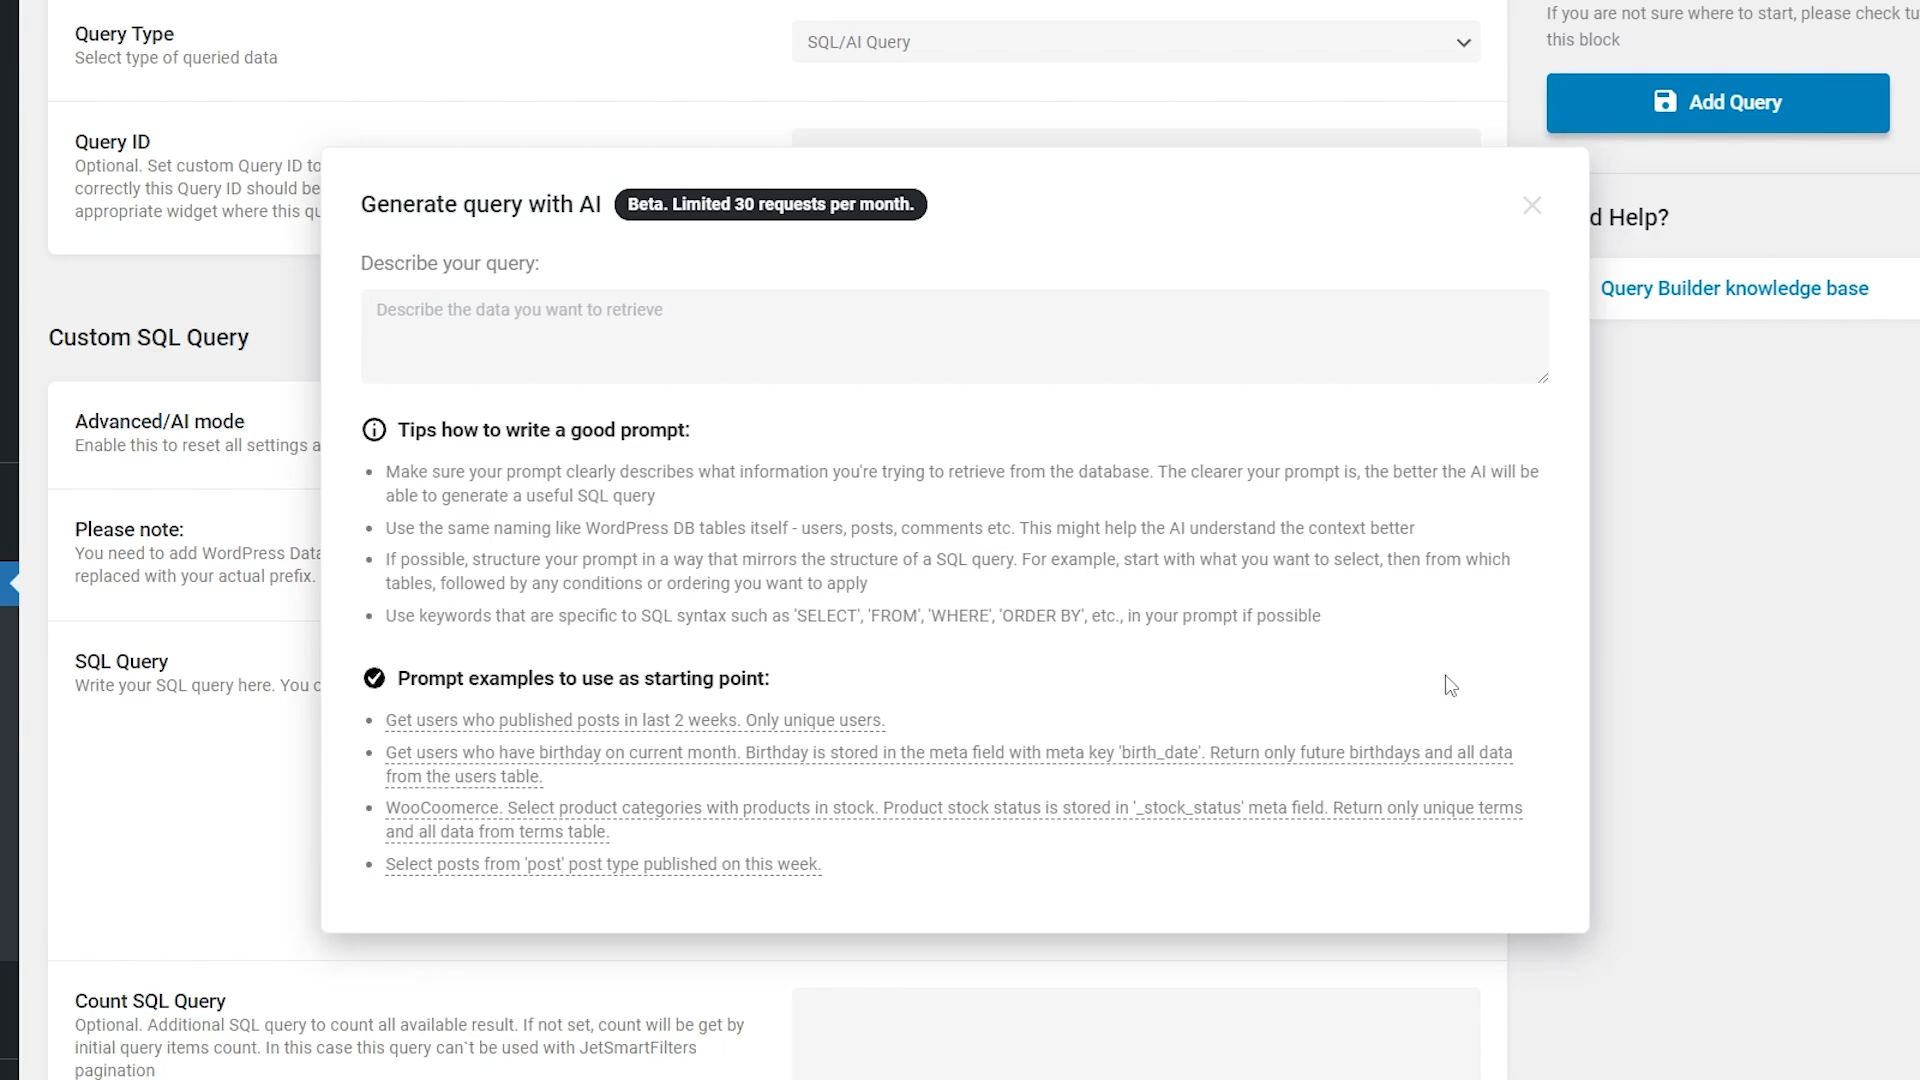 Query Type
Select type of queried data
SQL/AI Query
If you are not sure where to start, please check tu
this block
Add Query
Query ID
Optional. Set custom Query ID to
correctly this Query ID should be
appropriate widget where this qu
Generate query with AI
Beta. Limited 30 requests per month.
d Help?
Query Builder knowledge base
Describe your query:
Describe the data you want to retrieve
Custom SQL Query
Advanced/AI mode
Enable this to reset all settings a
Please note:
You need to add WordPress Data
replaced with your actual prefix.
SQL Query
Write your SQL query here. You c
Tips how to write a good prompt:
Make sure your prompt clearly describes what information you're trying to retrieve from the database. The clearer your prompt is, the better the AI will be
able to generate a useful SQL query
Use the same naming like WordPress DB tables itself - users, posts, comments etc. This might help the AI understand the context better
If possible, structure your prompt in a way that mirrors the structure of a SQL query. For example, start with what you want to select, then from which
tables, followed by any conditions or ordering you want to apply
Use keywords that are specific to SQL syntax such as 'SELECT', 'FROM', 'WHERE', 'ORDER BY', etc., in your prompt if possible
Prompt examples to use as starting point:
Get users who published posts in last 2 weeks. Only unique users.
Get users who have birthday on current month. Birthday is stored in the meta field with meta key 'birth_date'. Return only future birthdays and all data
from the users table.
WooCoomerce. Select product categories with products in stock. Product stock status is stored in '_stock_status' meta field. Return only unique terms
and all data from terms table.
Select posts from 'post' post type published on this week.
Count SQL Query
Optional. Additional SQL query to count all available result. If not set, count will be get by
initial query items count. In this case this query can`t be used with JetSmartFilters
pagination